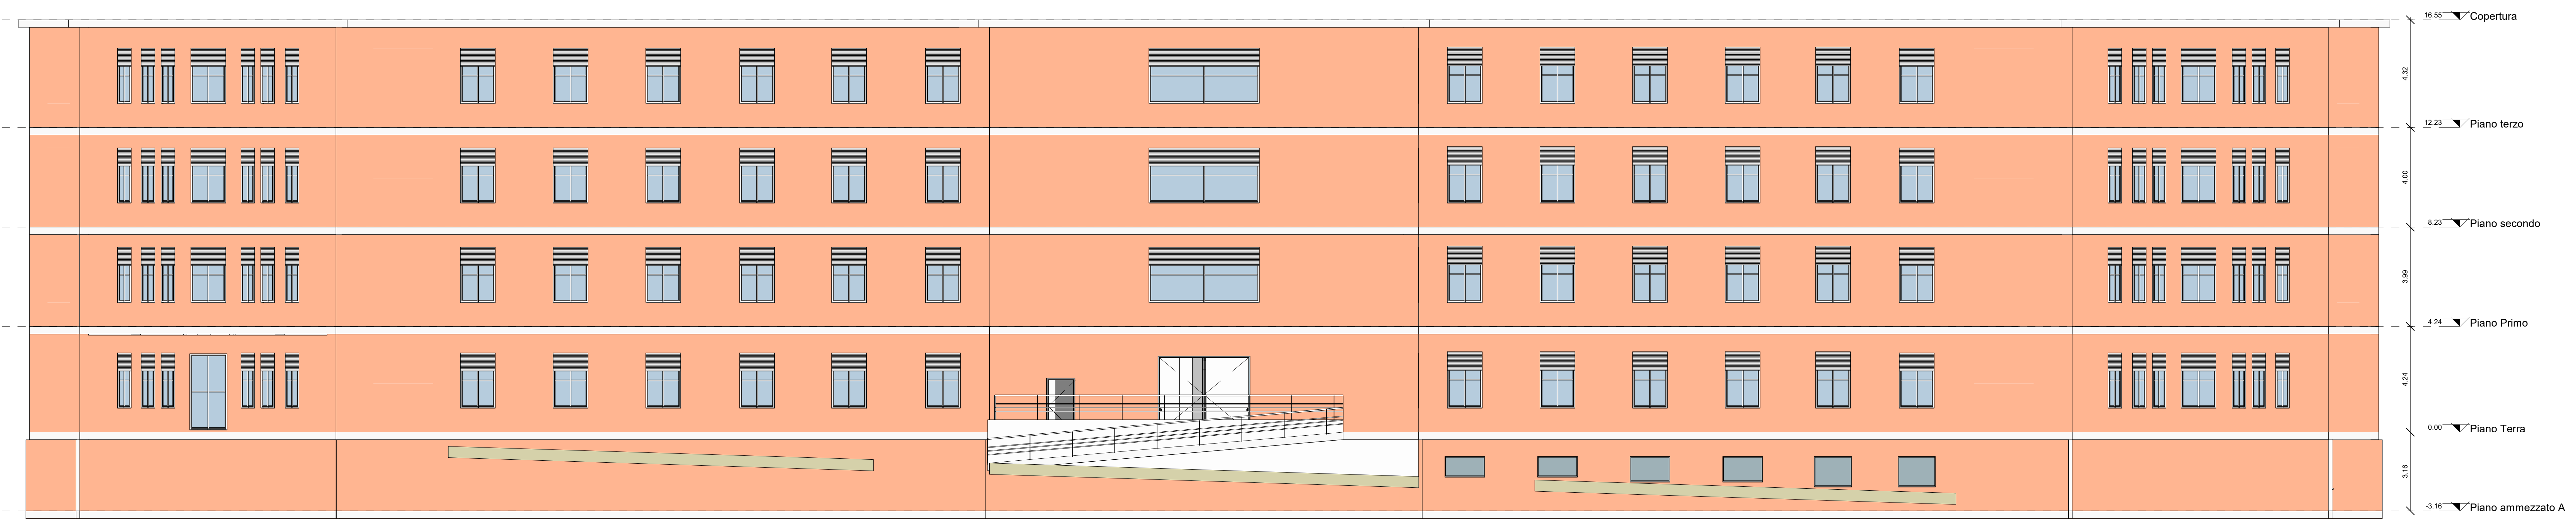 16.55 Copertura
4.32
12.23 Piano terzo
4.00
8.23 Piano secondo
3.99
4.24 Piano Primo
4.24
0.00 Piano Terra
3.16
-3.16 Piano ammezzato A